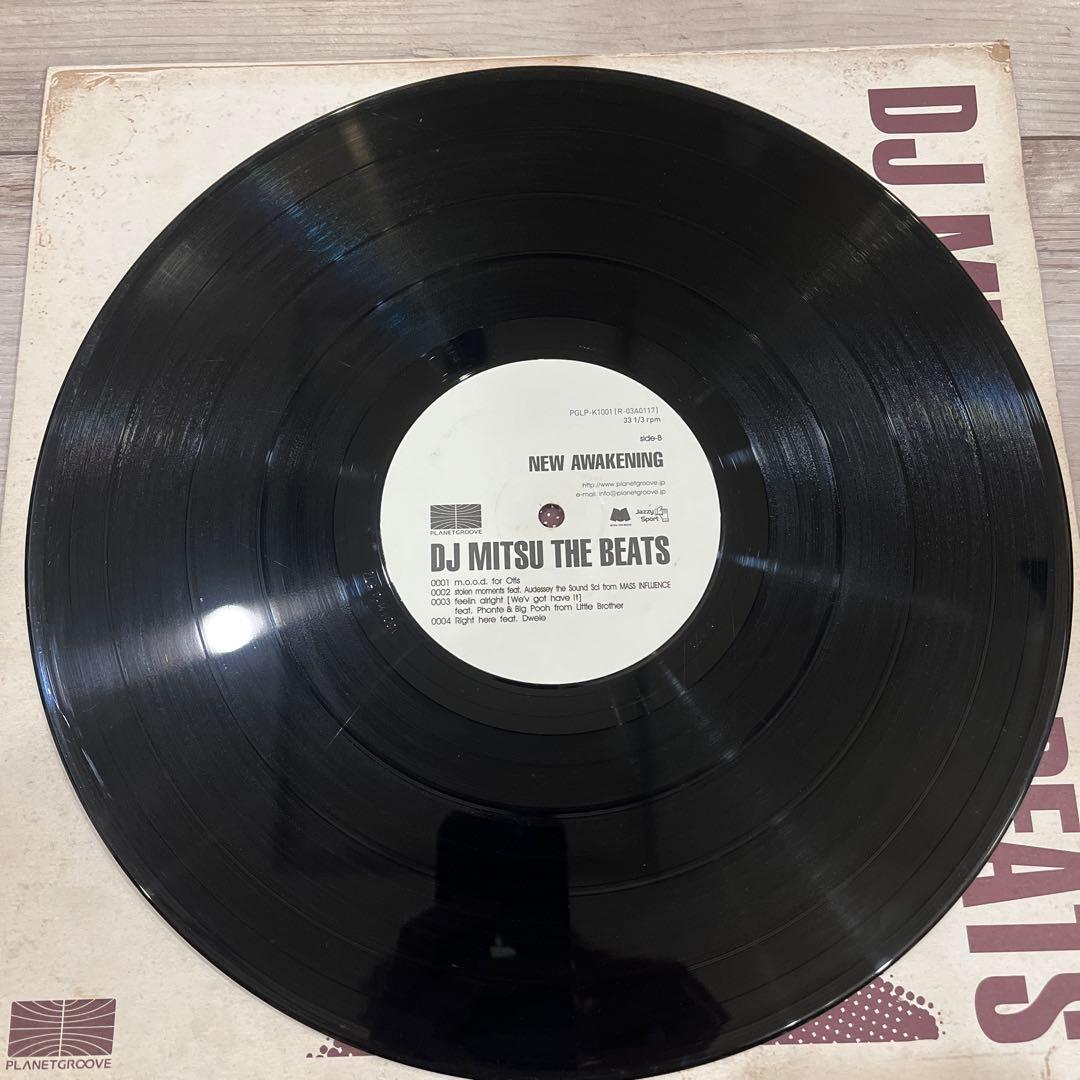 DJ
BEATS
PGLP-K1001 [R-03A0117]
33 1/3 rpm
side-B
NEW AWAKENING
http://www.planetgroove.jp
e-mail:info@planetgroove.jp
Jazzy
Sport
PLANETGROOVE
DJ MITSU THE BEATS
0001 m.o.o.d. for Otis
0002 stolen moments feat. Audessey the Sound Sci from MASS INFLUENCE
0003 feelin alright [We'v got have it]
feat. Phonte & Big Pooh from Little Brother
0004 Right here feat. Dwele
PLANETGROOVE